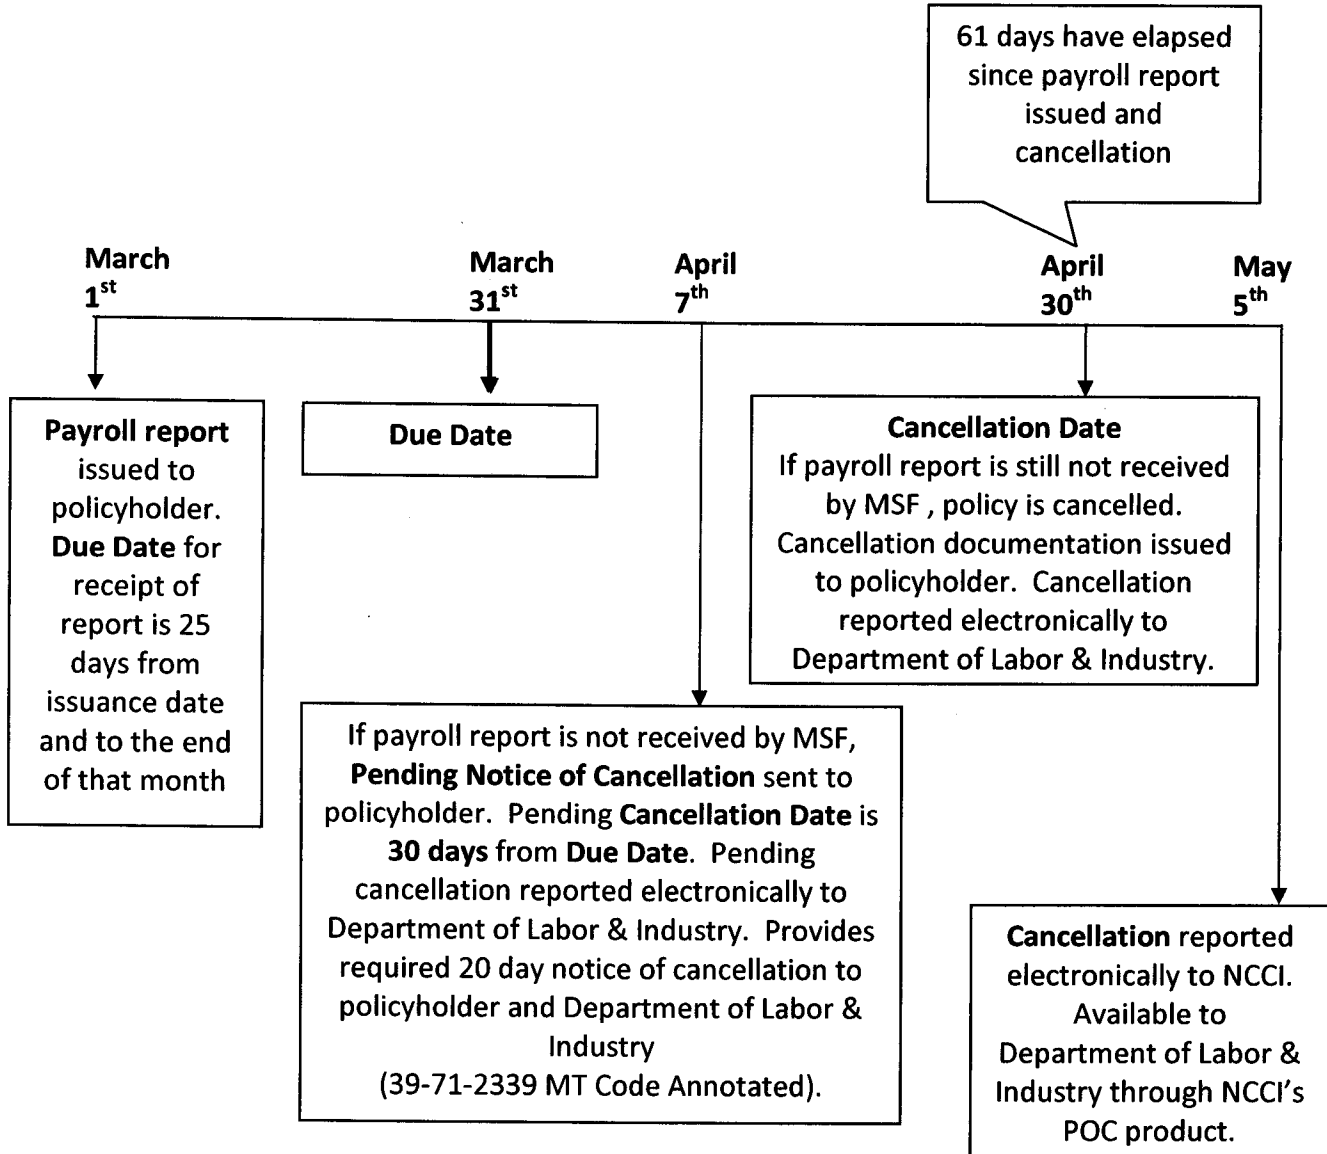 61 days have elapsed
since payroll report
issued and
cancellation
March
1st
March
31st
April
7th
April
30th
May
5th
Payroll report
issued to
policyholder.
Due Date for
receipt of
report is 25
days from
issuance date
and to the end
of that month
Due Date
Cancellation Date
If payroll report is still not received
by MSF , policy is cancelled.
Cancellation documentation issued
to policyholder. Cancellation
reported electronically to
Department of Labor & Industry.
If payroll report is not received by MSF,
Pending Notice of Cancellation sent to
policyholder. Pending Cancellation Date is
30 days from Due Date. Pending
cancellation reported electronically to
Department of Labor & Industry. Provides
required 20 day notice of cancellation to
policyholder and Department of Labor &
Industry
(39-71-2339 MT Code Annotated).
Cancellation reported
electronically to NCCI.
Available to
Department of Labor &
Industry through NCCI's
POC product.